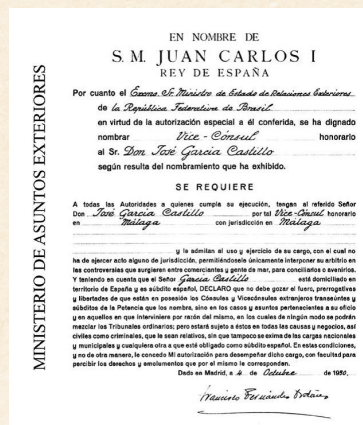 MINISTERIO DE ASUNTOS EXTERIORES
EN NOMBRE DE
S. M. JUAN CARLOS I
REY DE ESPAÑA
Por cuanto el Excmo. Sr. Ministro de Estado de Relaciones Exteriores
de la República Federativa de Brasil
en virtud de la autorización especial a él conferida, se ha dignado
nombrar Vice-Cónsul honorario
al Sr. Don José García Castillo
según resulta del nombramiento que ha exhibido.
SE REQUIERE
A todas las Autoridades a quienes cumpla su ejecución, tengan al referido Señor
Don José García Castillo por tal Vice-Cónsul honorario
en Málaga con jurisdicción en Málaga
y le admitan al uso y ejercicio de su cargo, con el cual no
ha de ejercer acto alguno de jurisdicción, permitiéndosele únicamente interponer su arbitrio en
las controversias que surgieren entre comerciantes y gente de mar, para conciliarlos o avenirlos.
Y teniendo en cuenta que el Señor García Castillo está domiciliado en
territorio de España y es súbdito español, DECLARO que no debe gozar el fuero, prerrogativas
y libertades de que están en posesión los Cónsules y Vicecónsules extranjeros transeúntes y
súbditos de la Potencia que los nombra, sino en los casos y asuntos pertenecientes a su oficio
y en aquellos en que interviniere por razón del mismo, en los cuales de ningún modo se podrán
mezclar los Tribunales ordinarios; pero estará sujeto a éstos en todas las causas y negocios, así
civiles como criminales, que le sean relativos, sin que tampoco se exima de las cargas nacionales
y municipales y cualquiera otra a que esté obligado como súbdito español. En estas condiciones,
y no de otra manera, le concedo MI autorización para desempeñar dicho cargo, con facultad para
percibir los derechos y emolumentos que por el mismo le correspondan.
Dado en Madrid, a 4 de Octubre de 1990.
Francisco Fernández Ordóñez